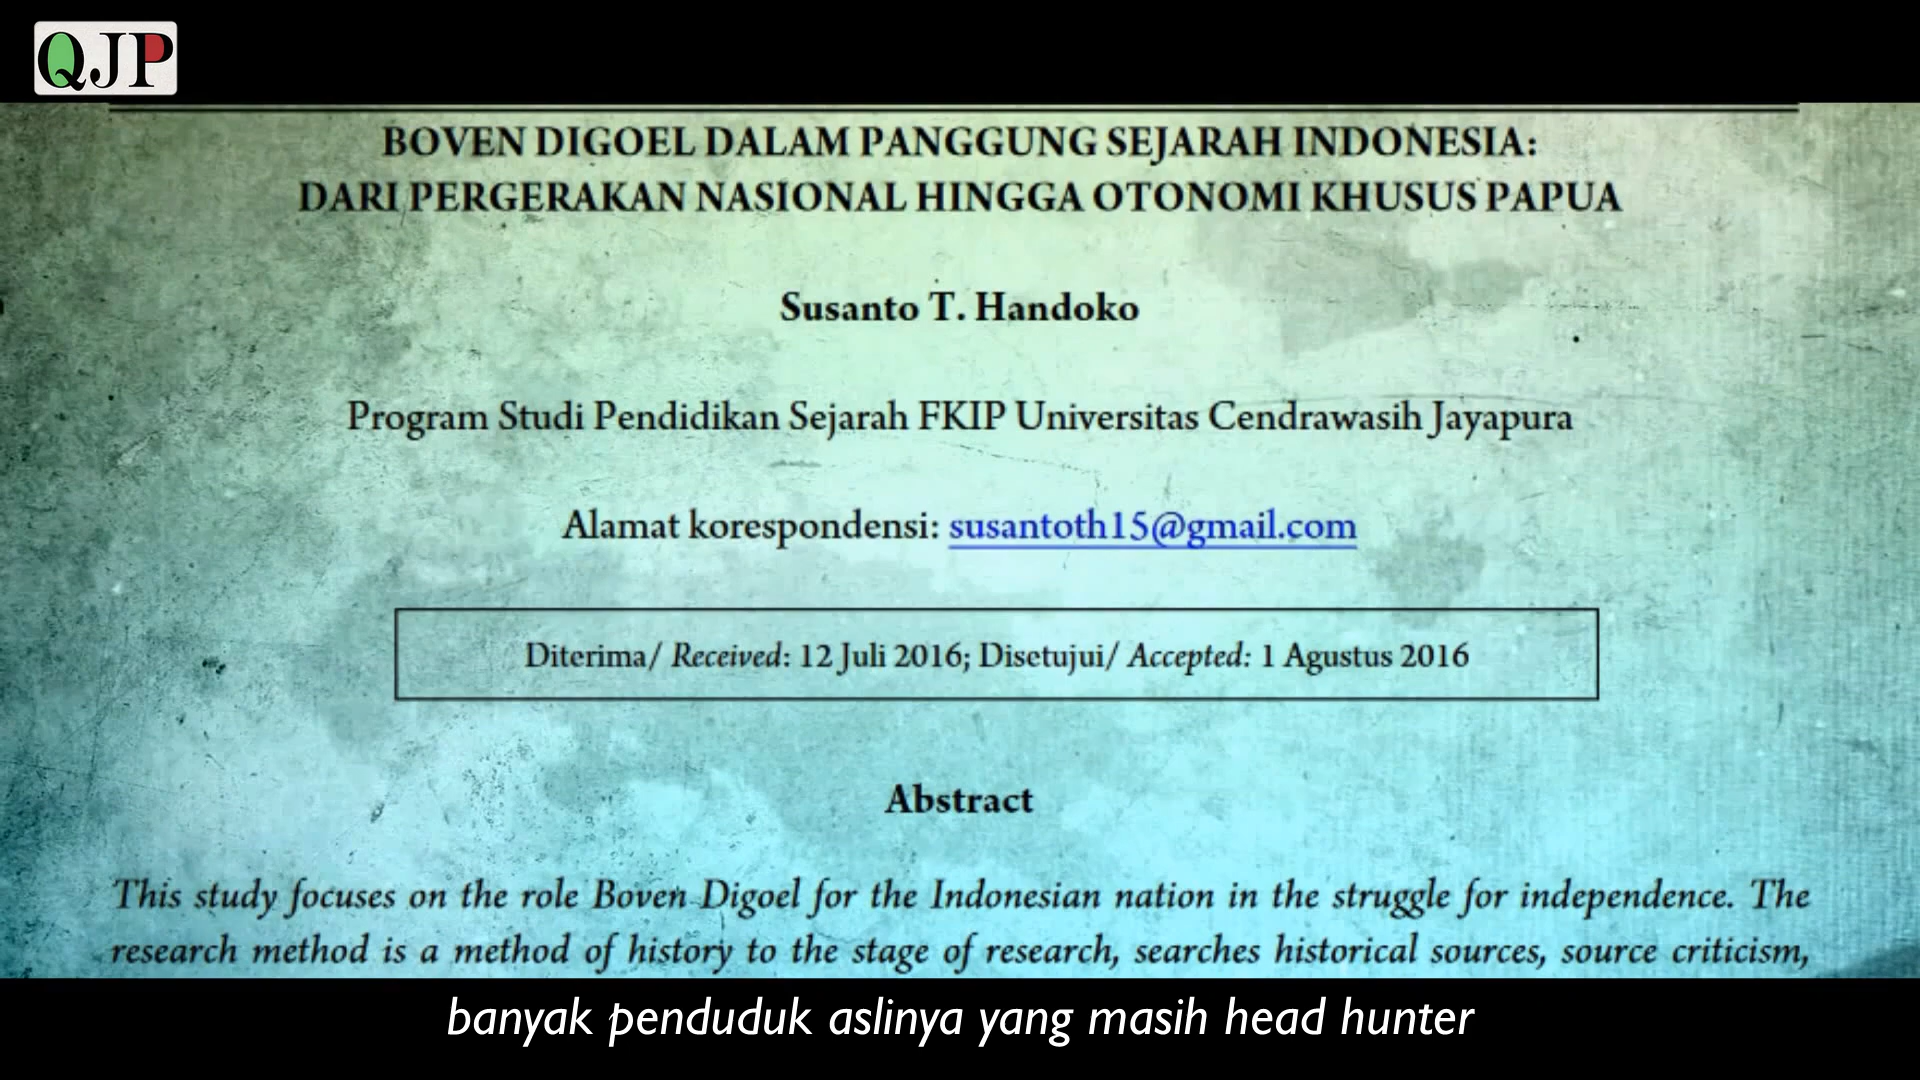 QJP
BOVEN DIGOEL DALAM PANGGUNG SEJARAH INDONESIA:
DARI PERGERAKAN NASIONAL HINGGA OTONOMI KHUSUS PAPUA
Susanto T. Handoko
Program Studi Pendidikan Sejarah FKIP Universitas Cendrawasih Jayapura
Alamat korespondensi: susantoth15@gmail.com
Diterima/ Received: 12 Juli 2016; Disetujui/ Accepted: 1 Agustus 2016
Abstract
This study focuses on the role Boven Digoel for the Indonesian nation in the struggle for independence. The
research method is a method of history to the stage of research, searches historical sources, source criticism,
banyak penduduk aslinya yang masih head hunter